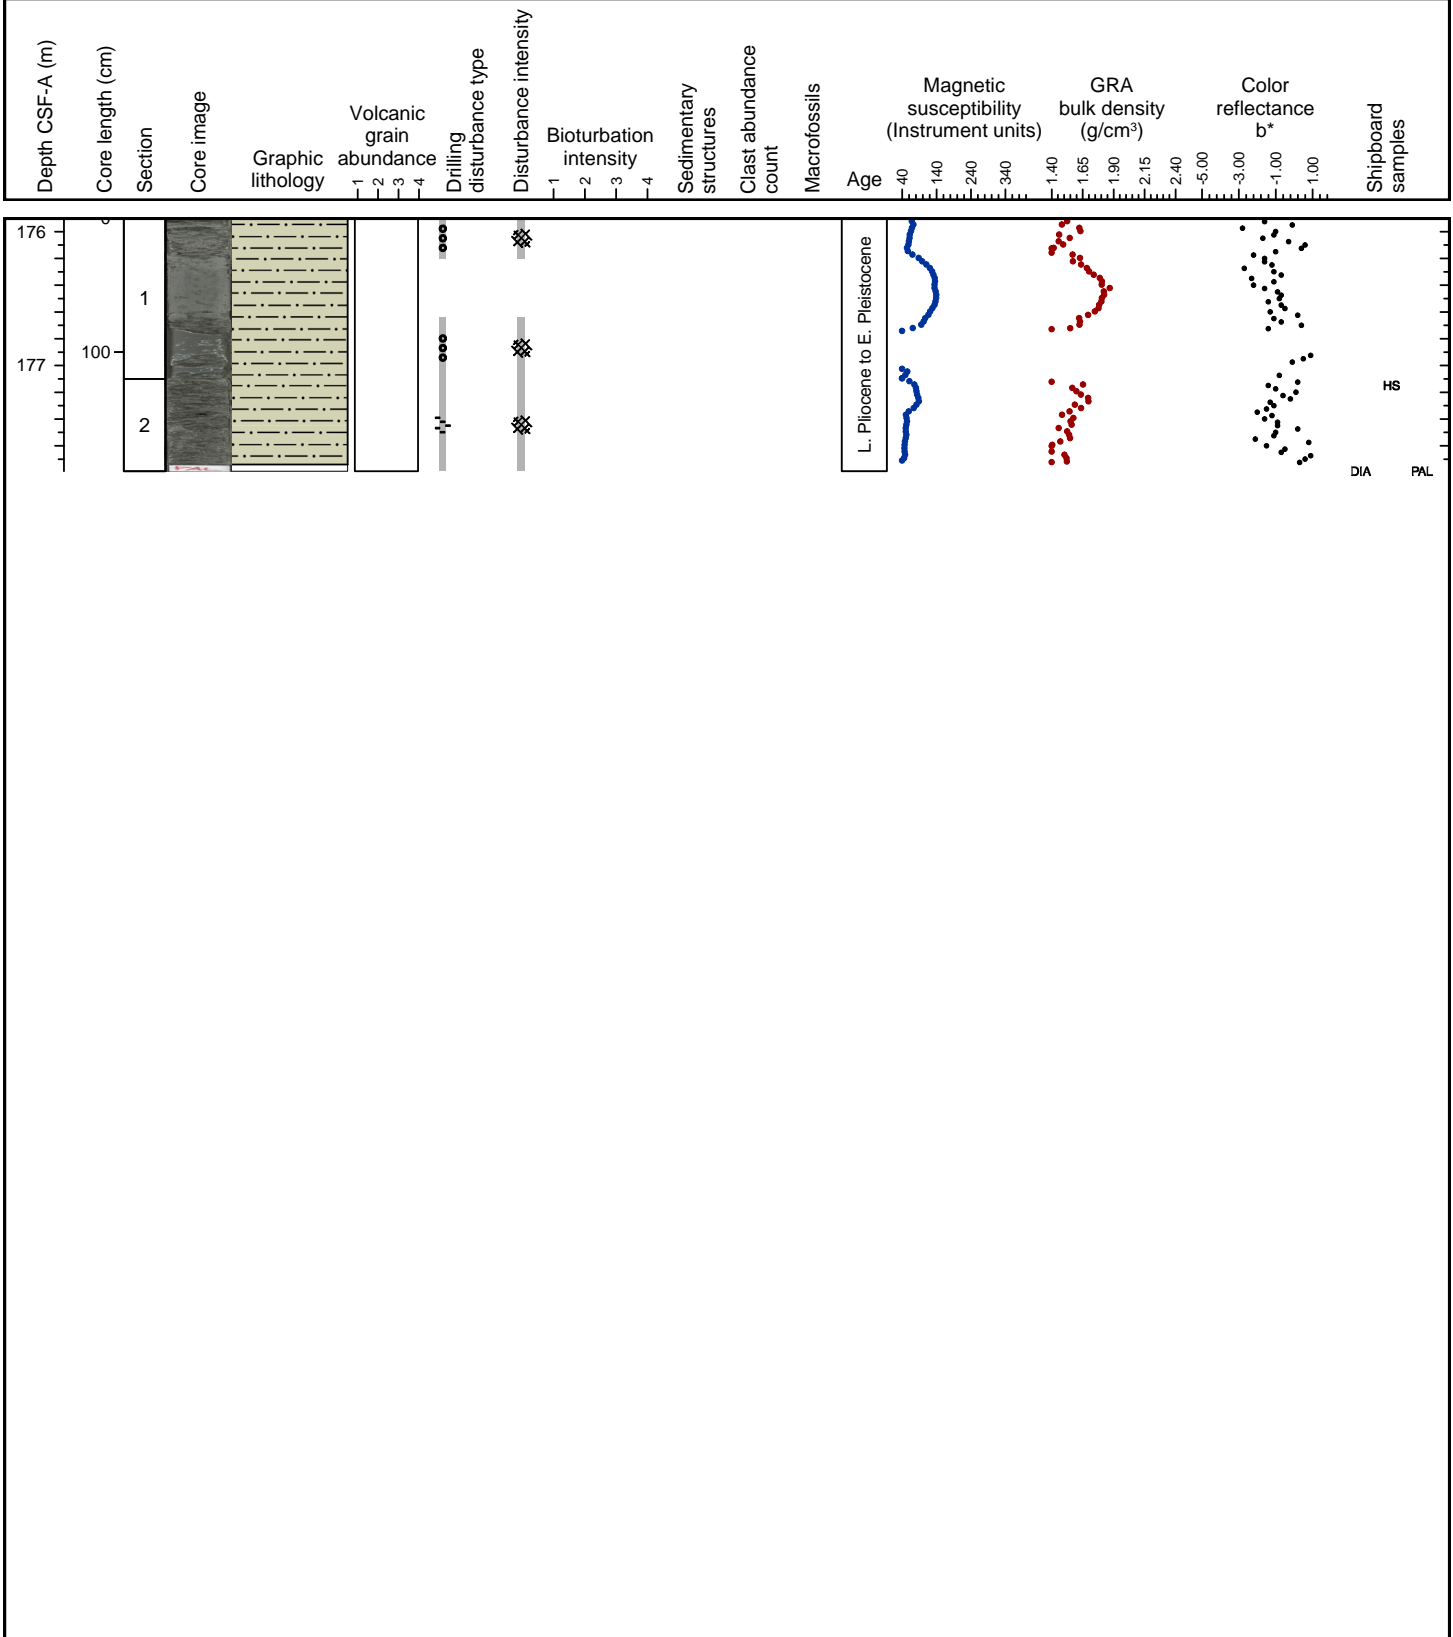 Depth CSF-A (m)
Core length (cm)
Section
Core image
Graphic
lithology
Volcanic
grain
abundance
1 2 3 4
Drilling
disturbance type
Disturbance intensity
Bioturbation
intensity
1 2 3 4
Sedimentary
structures
Clast abundance
count
Macrofossils
Age
Magnetic
susceptibility
(Instrument units)
40 140 240 340
GRA
bulk density
(g/cm³)
1.40 1.65 1.90 2.15 2.40
Color
reflectance
b*
-5.00 -3.00 -1.00 1.00
Shipboard
samples
176
0
1
100
177
2
L. Pliocene to E. Pleistocene
HS
DIA PAL